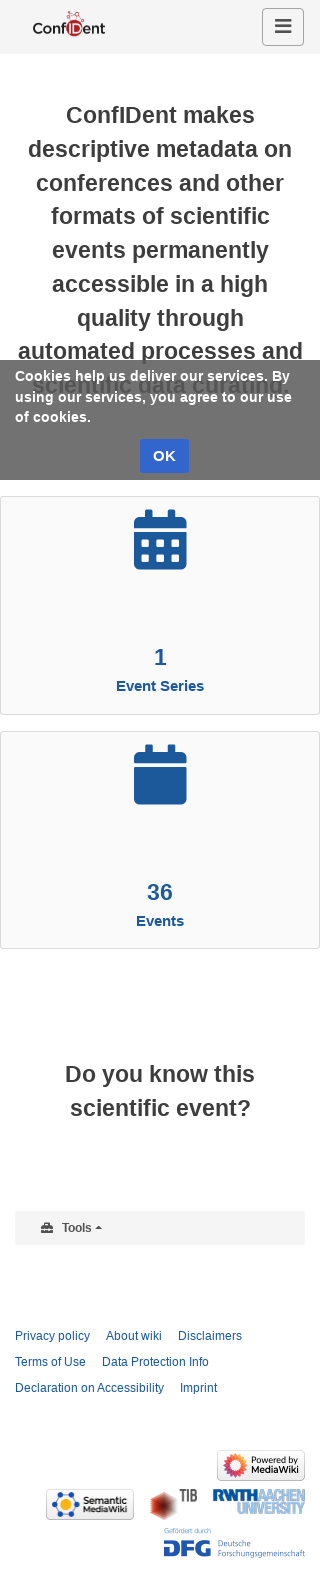 ConfIDent
ConfIDent makes
descriptive metadata on
conferences and other
formats of scientific
events permanently
accessible in a high
quality through
automated processes and
scientific data curating.
Cookies help us deliver our services. By
using our services, you agree to our use
of cookies.
OK
1
Event Series
36
Events
Do you know this
scientific event?
Tools
Privacy policy About wiki Disclaimers
Terms of Use Data Protection Info
Declaration on Accessibility Imprint
Powered by
MediaWiki
Semantic
MediaWiki
TIB
RWTHAACHEN
UNIVERSITY
Gefördert durch
DFG Deutsche
Forschungsgemeinschaft